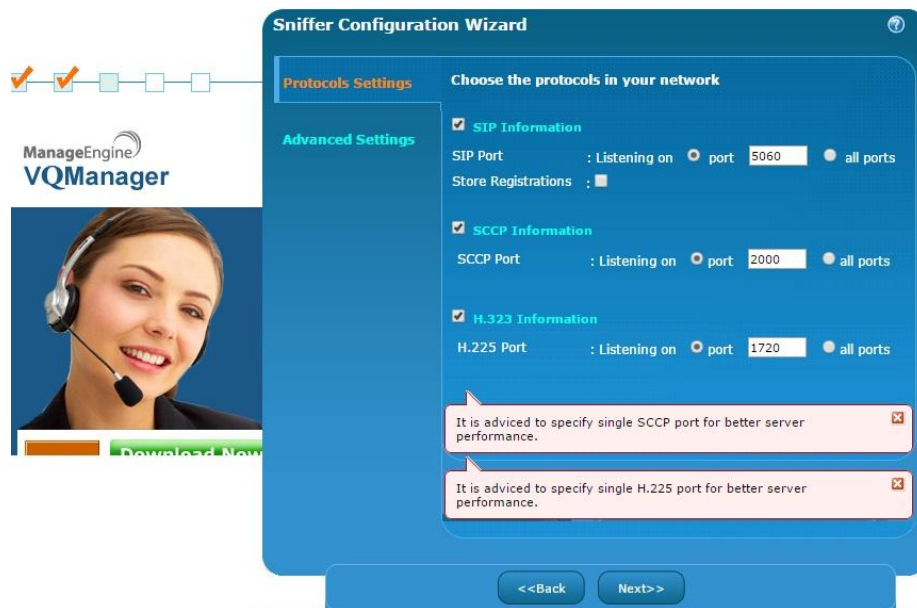 Sniffer Configuration Wizard
?
ManageEngine
VQManager
Download Now
Protocols Settings
Advanced Settings
Choose the protocols in your network
SIP Information
SIP Port : Listening on port 5060 all ports
Store Registrations :
SCCP Information
SCCP Port : Listening on port 2000 all ports
H.323 Information
H.225 Port : Listening on port 1720 all ports
It is adviced to specify single SCCP port for better server
performance.
It is adviced to specify single H.225 port for better server
performance.
<<Back Next>>